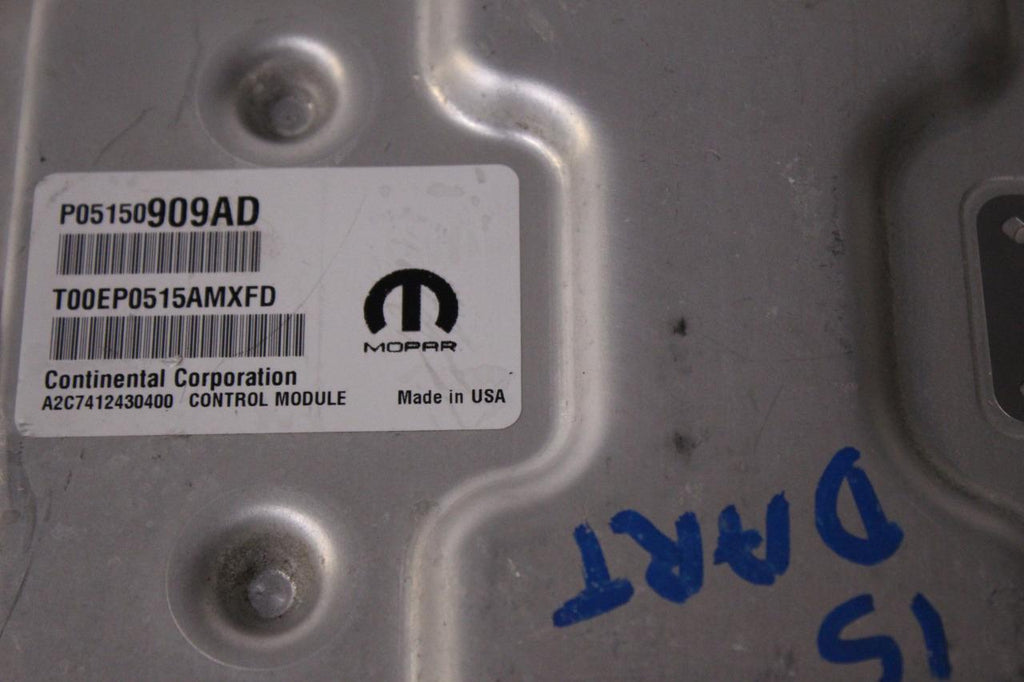 P05150909AD
T00EP0515AMXFD
MOPAR
Continental Corporation
A2C7412430400 CONTROL MODULE
Made in USA
15
DART